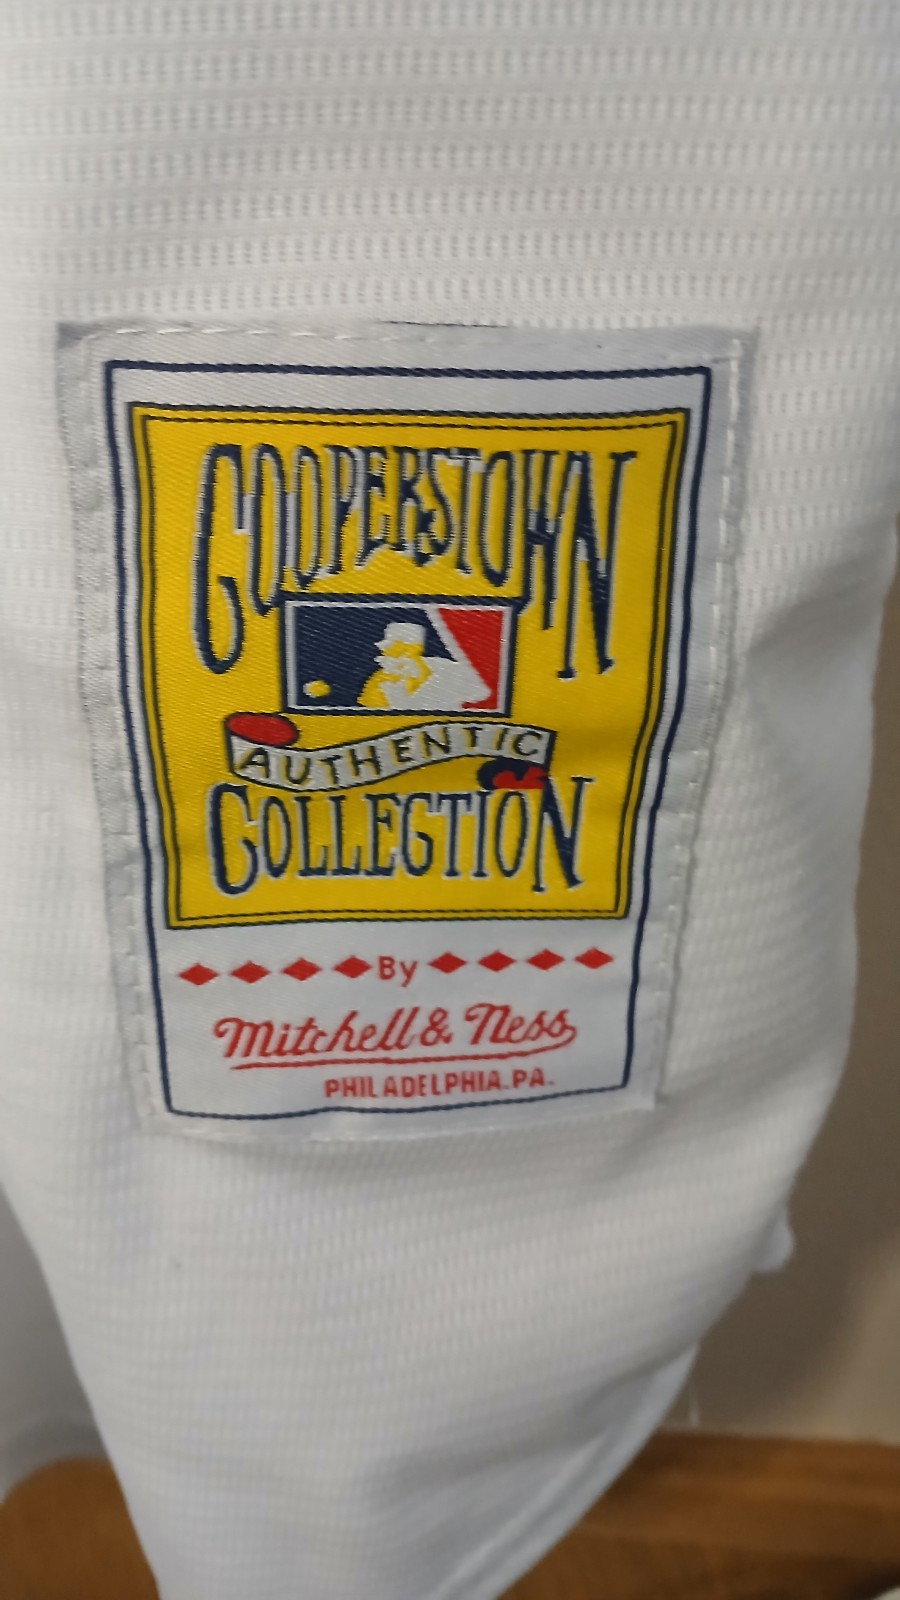 COOPERSTOWN
AUTHENTIC
COLLECTION
By
Mitchell & Ness
PHILADELPHIA.PA.